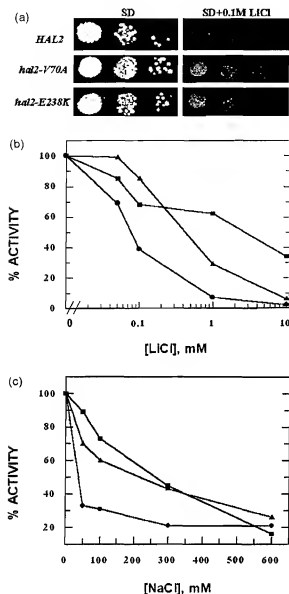 (a)
SD SD+0.1M LiCl
HAL2
hal2-V70A
hal2-E238K
(b)
100
80
60
40
20
% ACTIVITY
0 0.1 1 10
[LiCl], mM
(c)
100
80
60
40
20
% ACTIVITY
0 100 200 300 400 500 600
[NaCl], mM